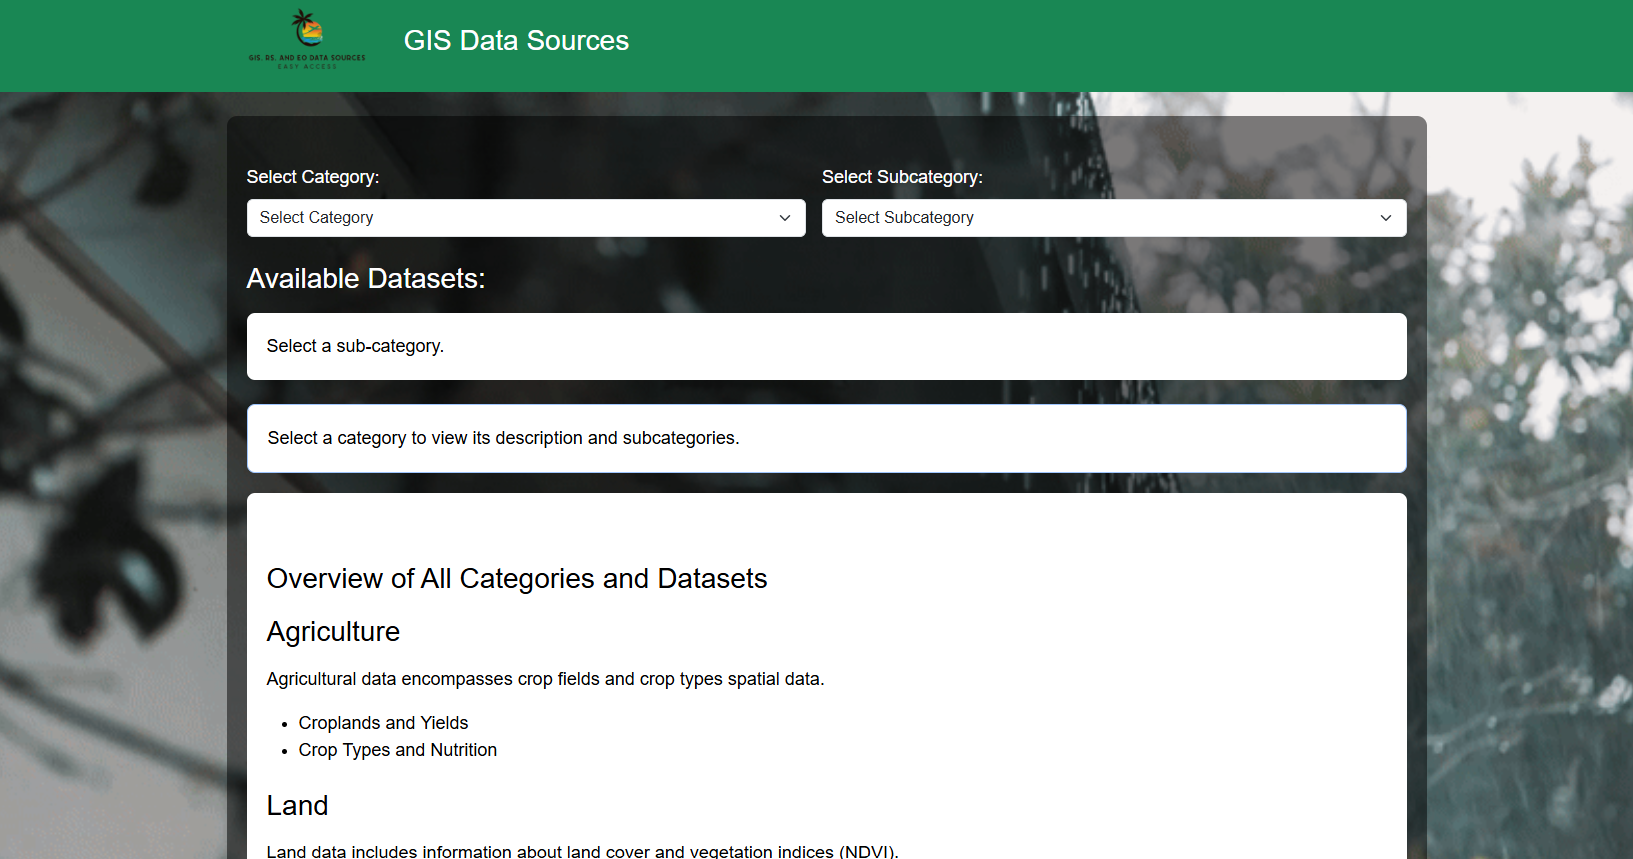 GIS, RS, AND EO DATA SOURCES
EASY ACCESS
GIS Data Sources
Select Category:
Select Subcategory:
Select Category
Select Subcategory
Available Datasets:
Select a sub-category.
Select a category to view its description and subcategories.
Overview of All Categories and Datasets
Agriculture
Agricultural data encompasses crop fields and crop types spatial data.
• Croplands and Yields
• Crop Types and Nutrition
Land
Land data includes information about land cover and vegetation indices (NDVI).